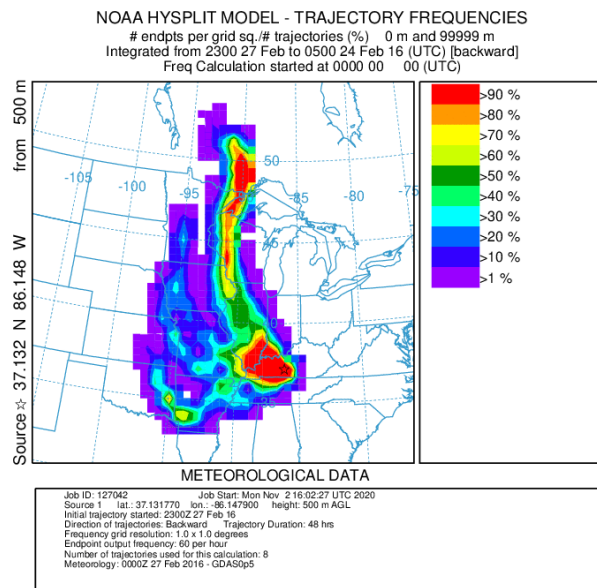 NOAA HYSPLIT MODEL - TRAJECTORY FREQUENCIES
# endpts per grid sq./# trajectories (%) 0 m and 99999 m
Integrated from 2300 27 Feb to 0500 24 Feb 16 (UTC) [backward]
Freq Calculation started at 0000 00 00 (UTC)
Source ☆ 37.132 N 86.148 W from 500 m
-105
-100
-95
-85
-80
-75
50
45
35
>90 %
>80 %
>70 %
>60 %
>50 %
>40 %
>30 %
>20 %
>10 %
>1 %
METEOROLOGICAL DATA
Job ID: 127042 Job Start: Mon Nov 2 16:02:27 UTC 2020
Source 1 lat.: 37.131770 lon.: -86.147900 height: 500 m AGL
Initial trajectory started: 2300Z 27 Feb 16
Direction of trajectories: Backward Trajectory Duration: 48 hrs
Frequency grid resolution: 1.0 x 1.0 degrees
Endpoint output frequency: 60 per hour
Number of trajectories used for this calculation: 8
Meteorology: 0000Z 27 Feb 2016 - GDAS0p5